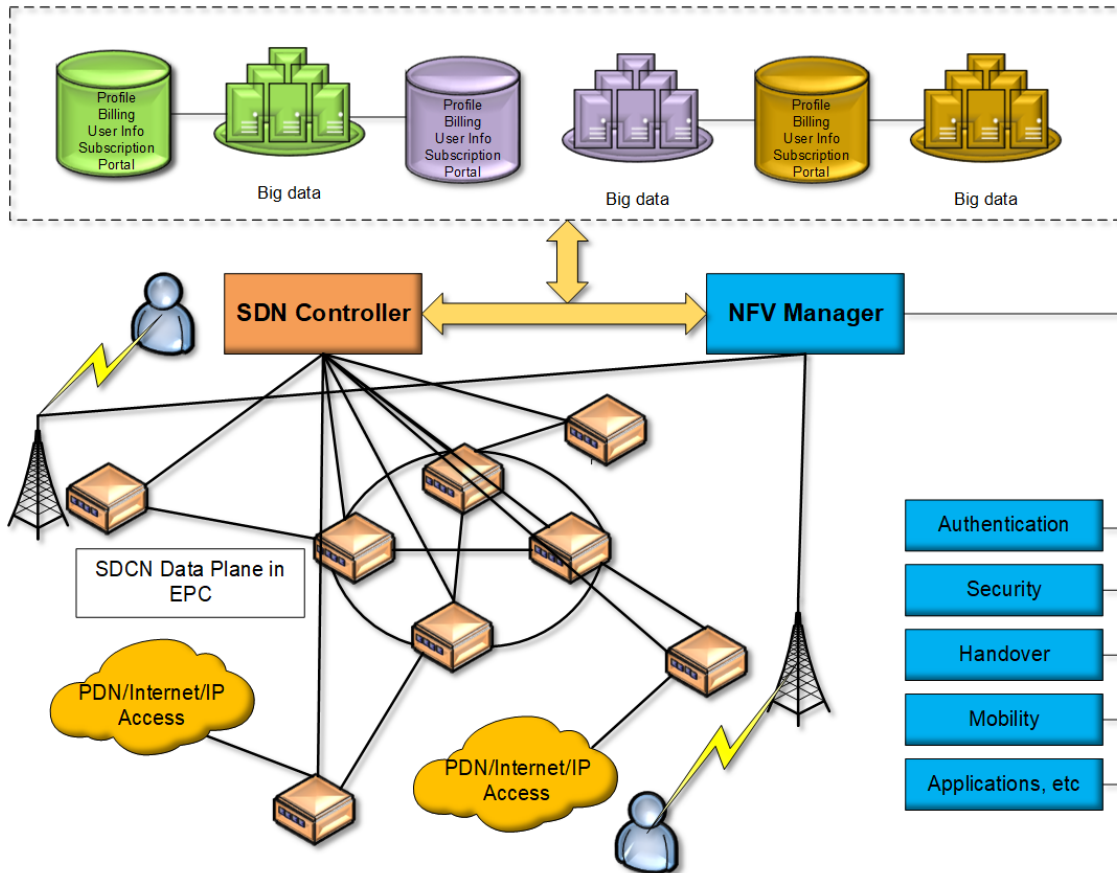 Profile
Billing
User Info
Subscription
Portal
Big data
Profile
Billing
User Info
Subscription
Portal
Big data
Profile
Billing
User Info
Subscription
Portal
Big data
SDN Controller
NFV Manager
SDCN Data Plane in
EPC
Authentication
Security
Handover
Mobility
Applications, etc
PDN/Internet/IP
Access
PDN/Internet/IP
Access